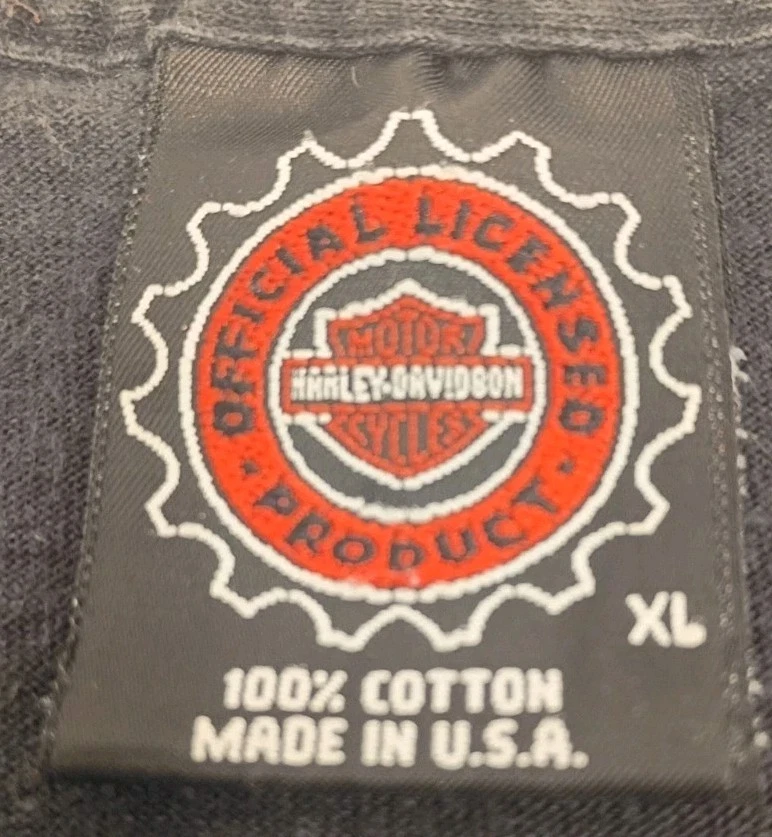 OFFICIAL LICENSED
MOTOR
HARLEY-DAVIDSON
CYCLES
PRODUCT
XL
100% COTTON
MADE IN U.S.A.